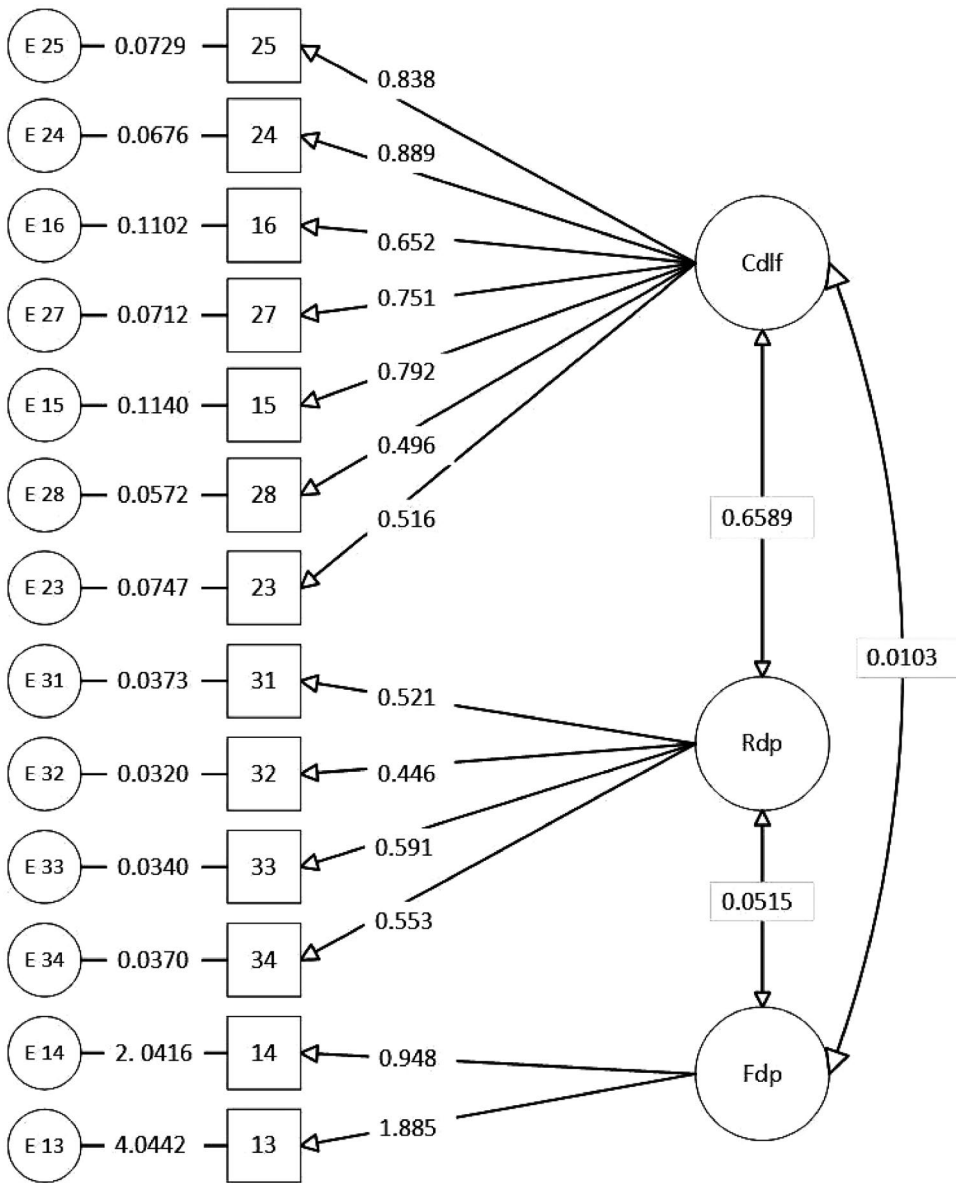 E 25 0.0729 25
0.838
E 24 0.0676 24
0.889
E 16 0.1102 16
0.652
Cdlf
E 27 0.0712 27
0.751
E 15 0.1140 15
0.792
E 28 0.0572 28
0.496
0.516
0.6589
E 23 0.0747 23
0.0103
E 31 0.0373 31
0.521
Rdp
E 32 0.0320 32
0.446
E 33 0.0340 33
0.591
0.0515
E 34 0.0370 34
0.553
E 14 2. 0416 14
0.948
Fdp
E 13 4.0442 13
1.885